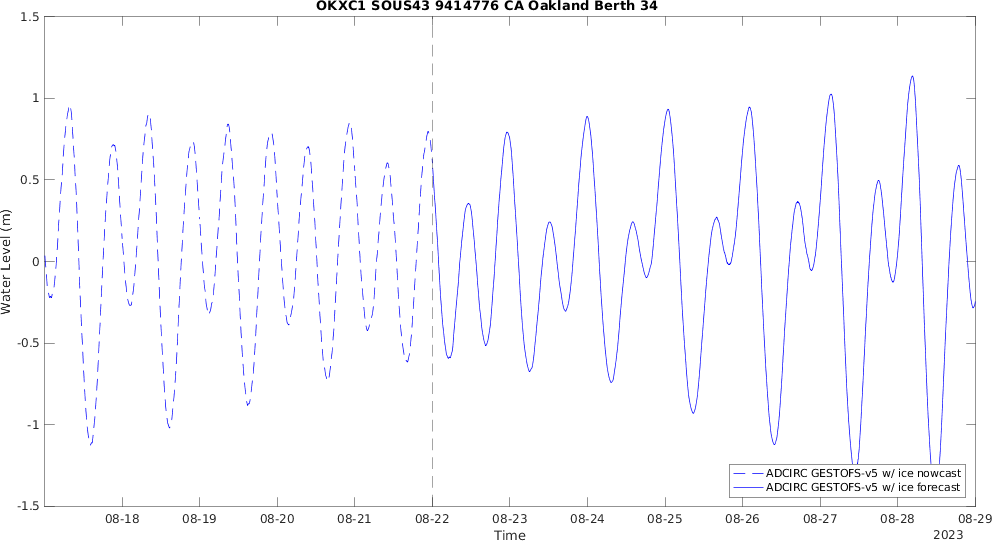 OKXC1 SOUS43 9414776 CA Oakland Berth 34
1.5
1
0.5
0
-0.5
-1
-1.5
Water Level (m)
ADCIRC GESTOFS-v5 w/ ice nowcast
ADCIRC GESTOFS-v5 w/ ice forecast
08-18 08-19 08-20 08-21 08-22 08-23 08-24 08-25 08-26 08-27 08-28 08-29
Time
2023